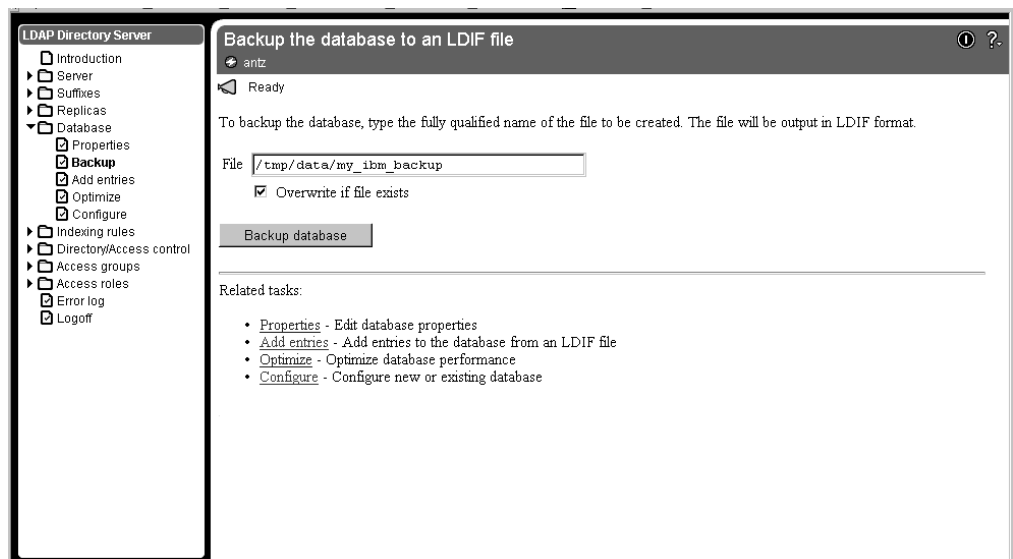 LDAP Directory Server
Introduction
Server
Suffixes
Replicas
Database
Properties
Backup
Add entries
Optimize
Configure
Indexing rules
Directory/Access control
Access groups
Access roles
Error log
Logoff
Backup the database to an LDIF file
antz
?
Ready
To backup the database, type the fully qualified name of the file to be created. The file will be output in LDIF format.
File /tmp/data/my_ibm_backup
Overwrite if file exists
Backup database
Related tasks:
• Properties - Edit database properties
• Add entries - Add entries to the database from an LDIF file
• Optimize - Optimize database performance
• Configure - Configure new or existing database